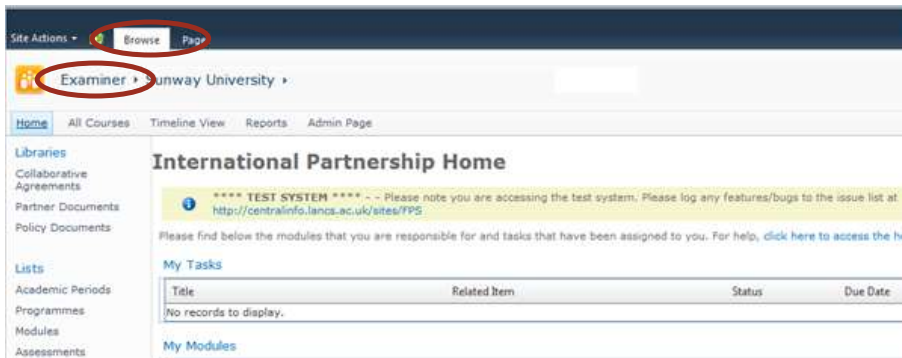 Site Actions Browse Page
Examiner Sunway University
Home All Courses Timeline View Reports Admin Page
Libraries
Collaborative
Agreements
Partner Documents
Policy Documents
Lists
Academic Periods
Programmes
Modules
Assessments
International Partnership Home
**** TEST SYSTEM **** - - Please note you are accessing the test system. Please log any features/bugs to the issue list at
http://centralinfo.lancs.ac.uk/sites/FPS
Please find below the modules that you are responsible for and tasks that have been assigned to you. For help, click here to access the
My Tasks
Title Related Item Status Due Date
No records to display.
My Modules